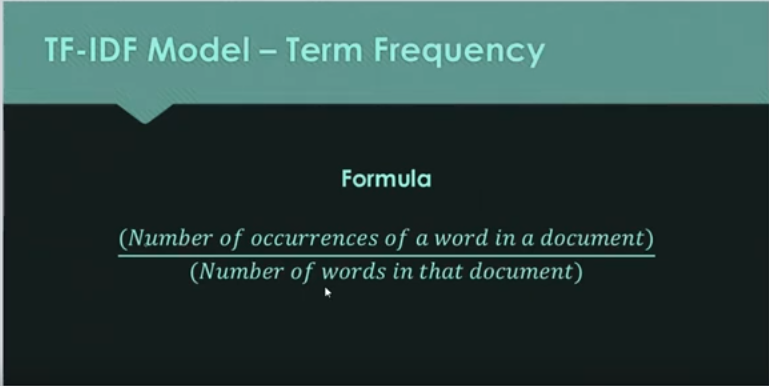 TF-IDF Model – Term Frequency
Formula
(Number of occurrences of a word in a document)
(Number of words in that document)